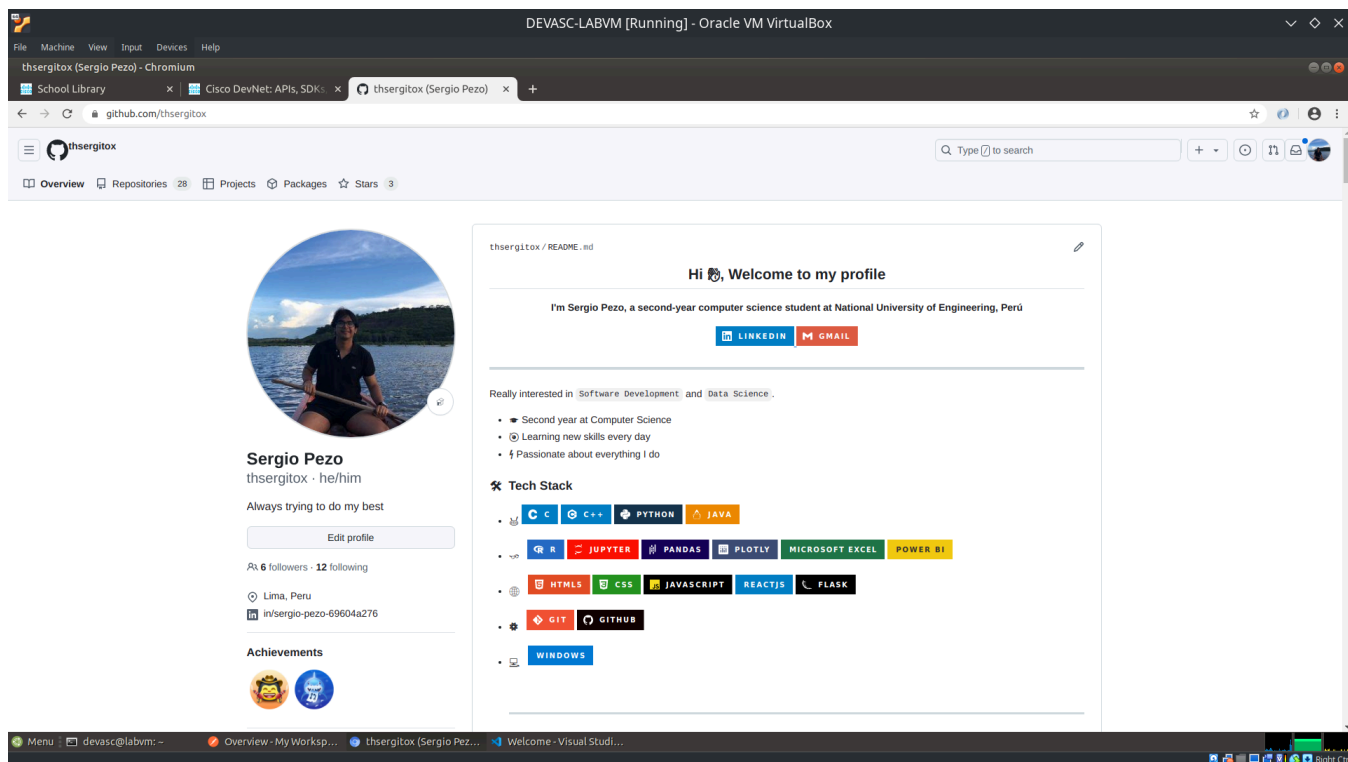 DEVASC-LABVM [Running] - Oracle VM VirtualBox
File Machine View Input Devices Help
thsergitox (Sergio Pezo) - Chromium
School Library
Cisco DevNet: APIs, SDKs,
thsergitox (Sergio Pezo)
github.com/thsergitox
thsergitox
Type / to search
Overview Repositories 28 Projects Packages Stars 3
thsergitox / README.md
Hi 👋, Welcome to my profile
I'm Sergio Pezo, a second-year computer science student at National University of Engineering, Perú
LINKEDIN GMAIL
Really interested in Software Development and Data Science .
Second year at Computer Science
Learning new skills every day
Passionate about everything I do
Tech Stack
C C++ PYTHON JAVA
R JUPYTER PANDAS PLOTLY MICROSOFT EXCEL POWER BI
HTML5 CSS JAVASCRIPT REACTJS FLASK
GIT GITHUB
WINDOWS
Sergio Pezo
thsergitox · he/him
Always trying to do my best
Edit profile
6 followers · 12 following
Lima, Peru
in/sergio-pezo-69604a276
Achievements
Menu devasc@labvm: ~ Overview - My Worksp... thsergitox (Sergio Pez... Welcome - Visual Studi...
Right Ctrl